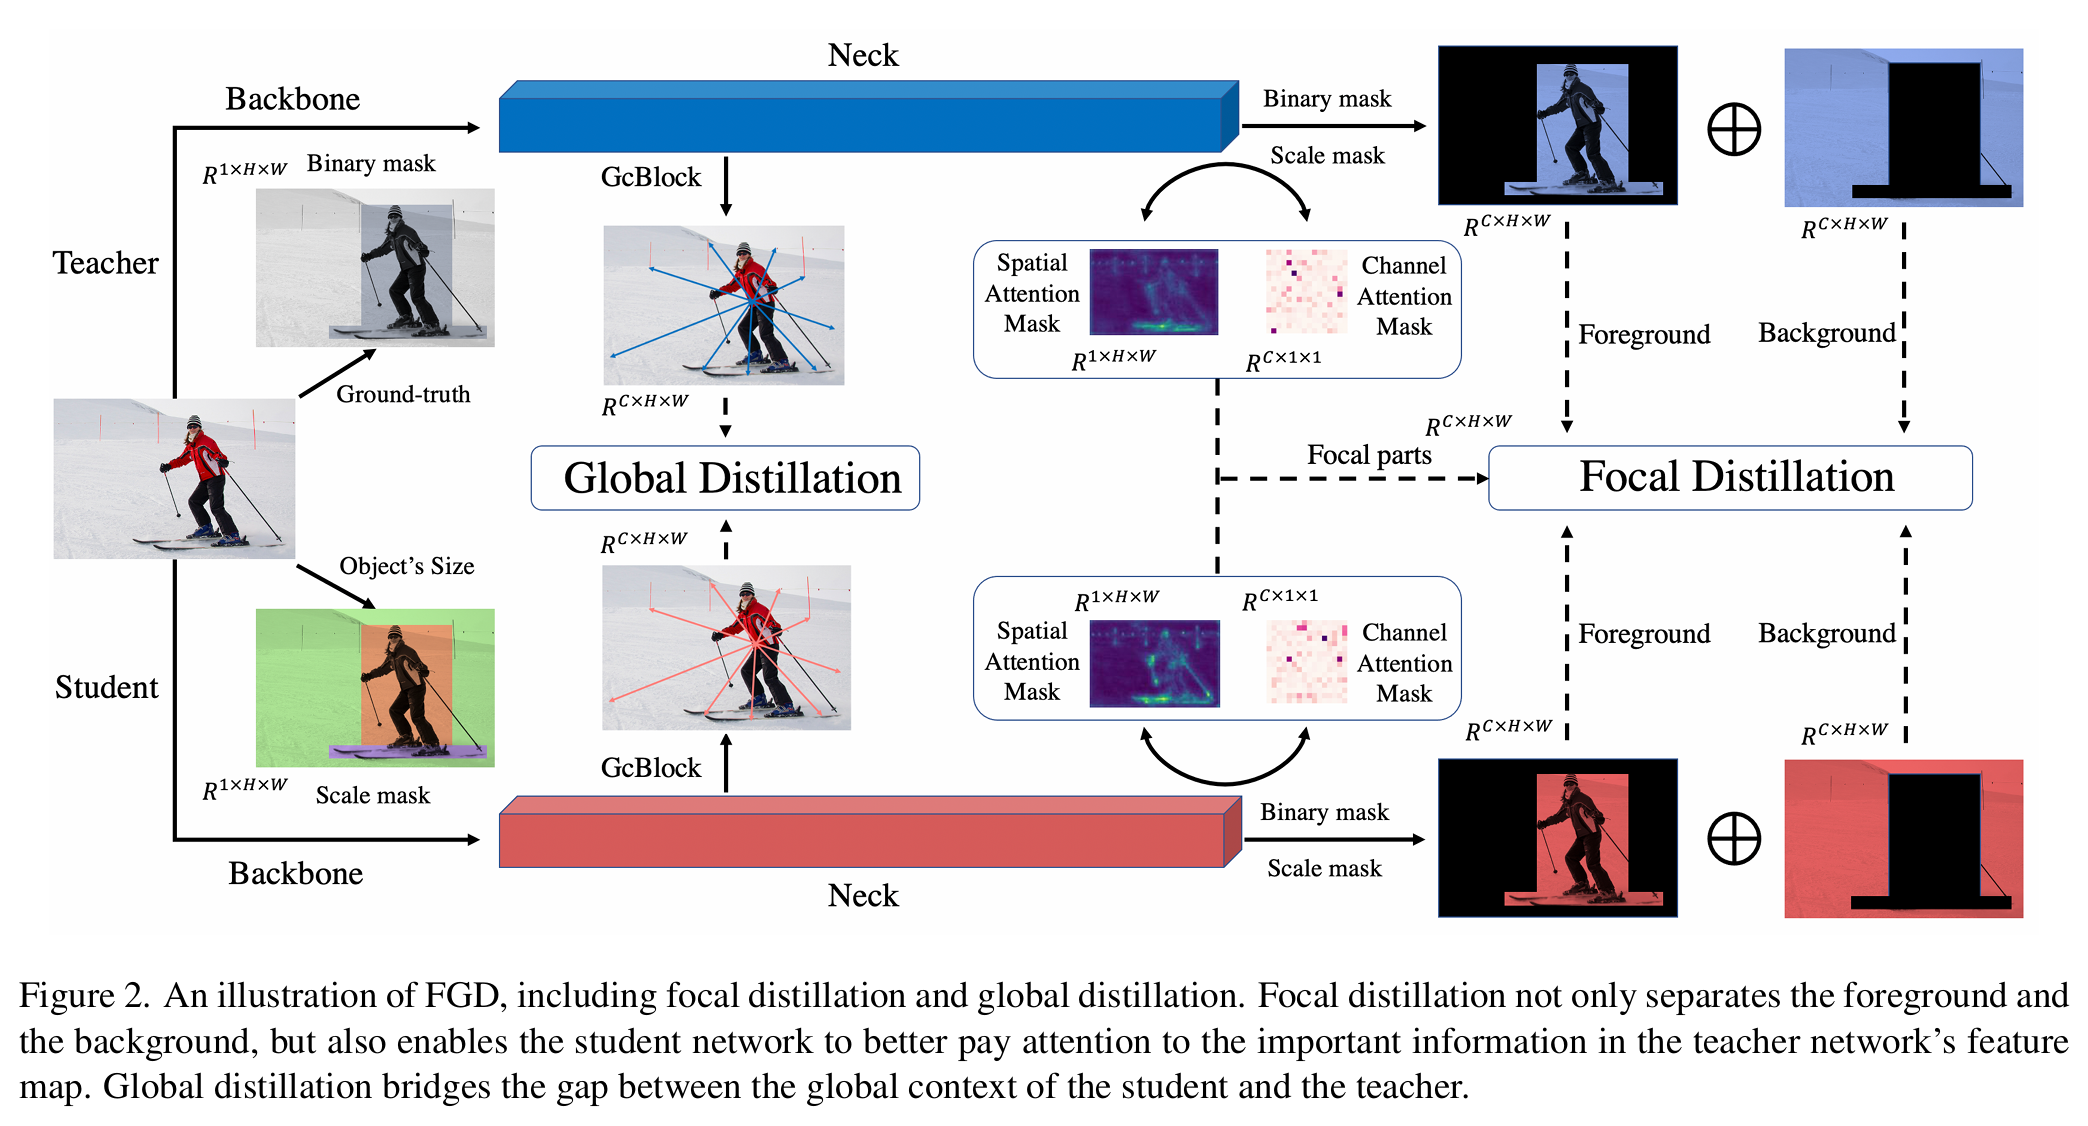 Neck
Backbone
Binary mask
Scale mask
R^{1×H×W} Binary mask
GcBlock
R^{C×H×W}
R^{C×H×W}
Teacher
Spatial
Attention
Mask
Channel
Attention
Mask
R^{1×H×W}
R^{C×1×1}
Foreground
Background
Ground-truth
R^{C×H×W}
R^{C×H×W}
Focal parts
Global Distillation
Focal Distillation
R^{C×H×W}
Object's Size
R^{1×H×W}
R^{C×1×1}
Spatial
Attention
Mask
Channel
Attention
Mask
Foreground
Background
Student
R^{C×H×W}
R^{C×H×W}
GcBlock
R^{1×H×W} Scale mask
Binary mask
Scale mask
Backbone
Neck
Figure 2. An illustration of FGD, including focal distillation and global distillation. Focal distillation not only separates the foreground and
the background, but also enables the student network to better pay attention to the important information in the teacher network's feature
map. Global distillation bridges the gap between the global context of the student and the teacher.